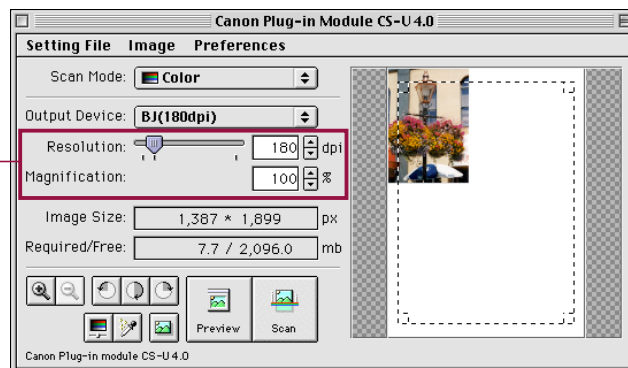 Canon Plug-in Module CS-U 4.0
Setting File Image Preferences
Scan Mode: Color
Output Device: BJ(180dpi)
Resolution: 180 dpi
Magnification: 100 %
Image Size: 1,387 * 1,899 px
Required/Free: 7.7 / 2,096.0 mb
Preview Scan
Canon Plug-in module CS-U 4.0